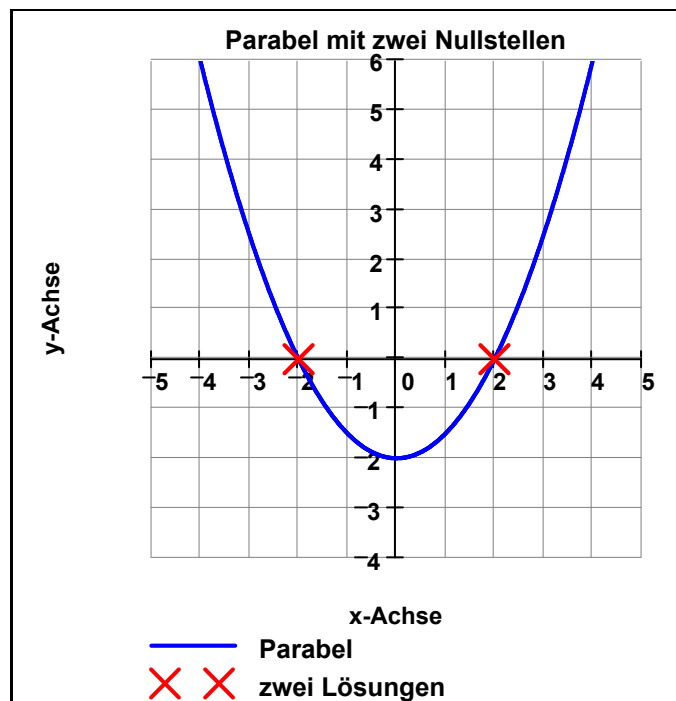 Parabel mit zwei Nullstellen
6
5
4
3
2
1
y-Achse
−5 −4 −3 −2 −1 0 1 2 3 4 5
−1
−2
−3
−4
x-Achse
Parabel
zwei Lösungen